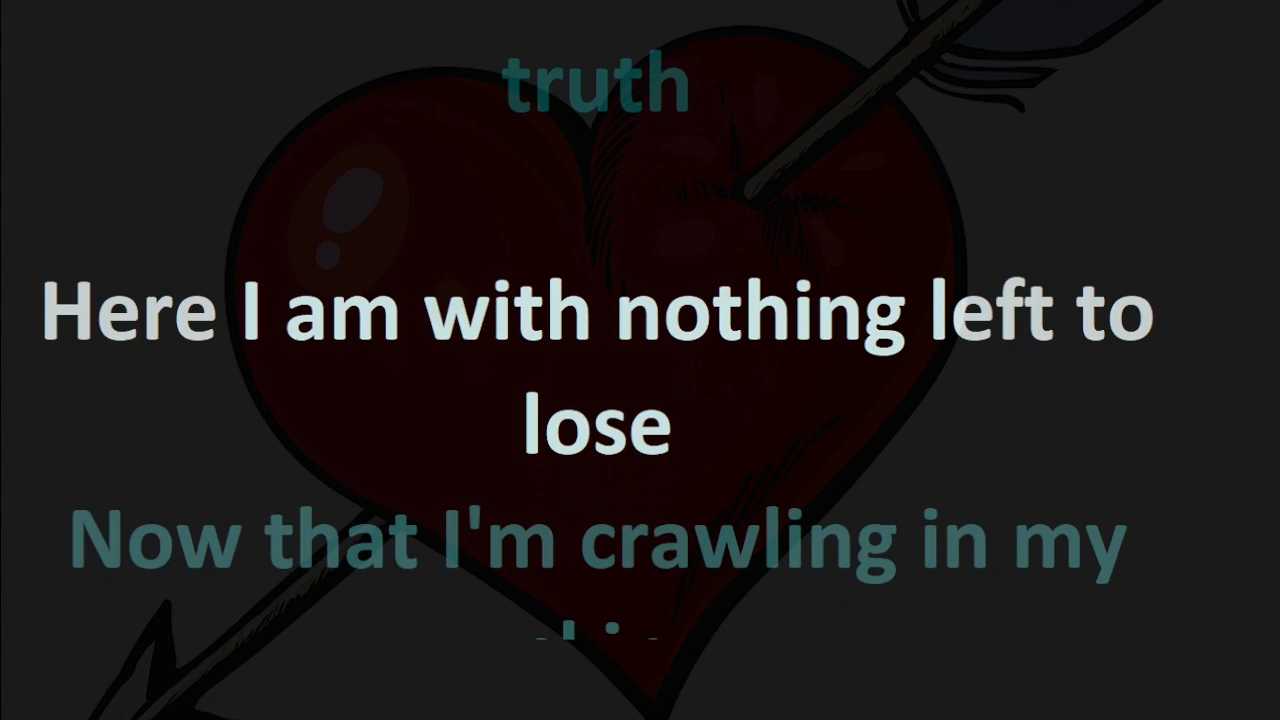 truth
Here I am with nothing left to
lose
Now that I'm crawling in my